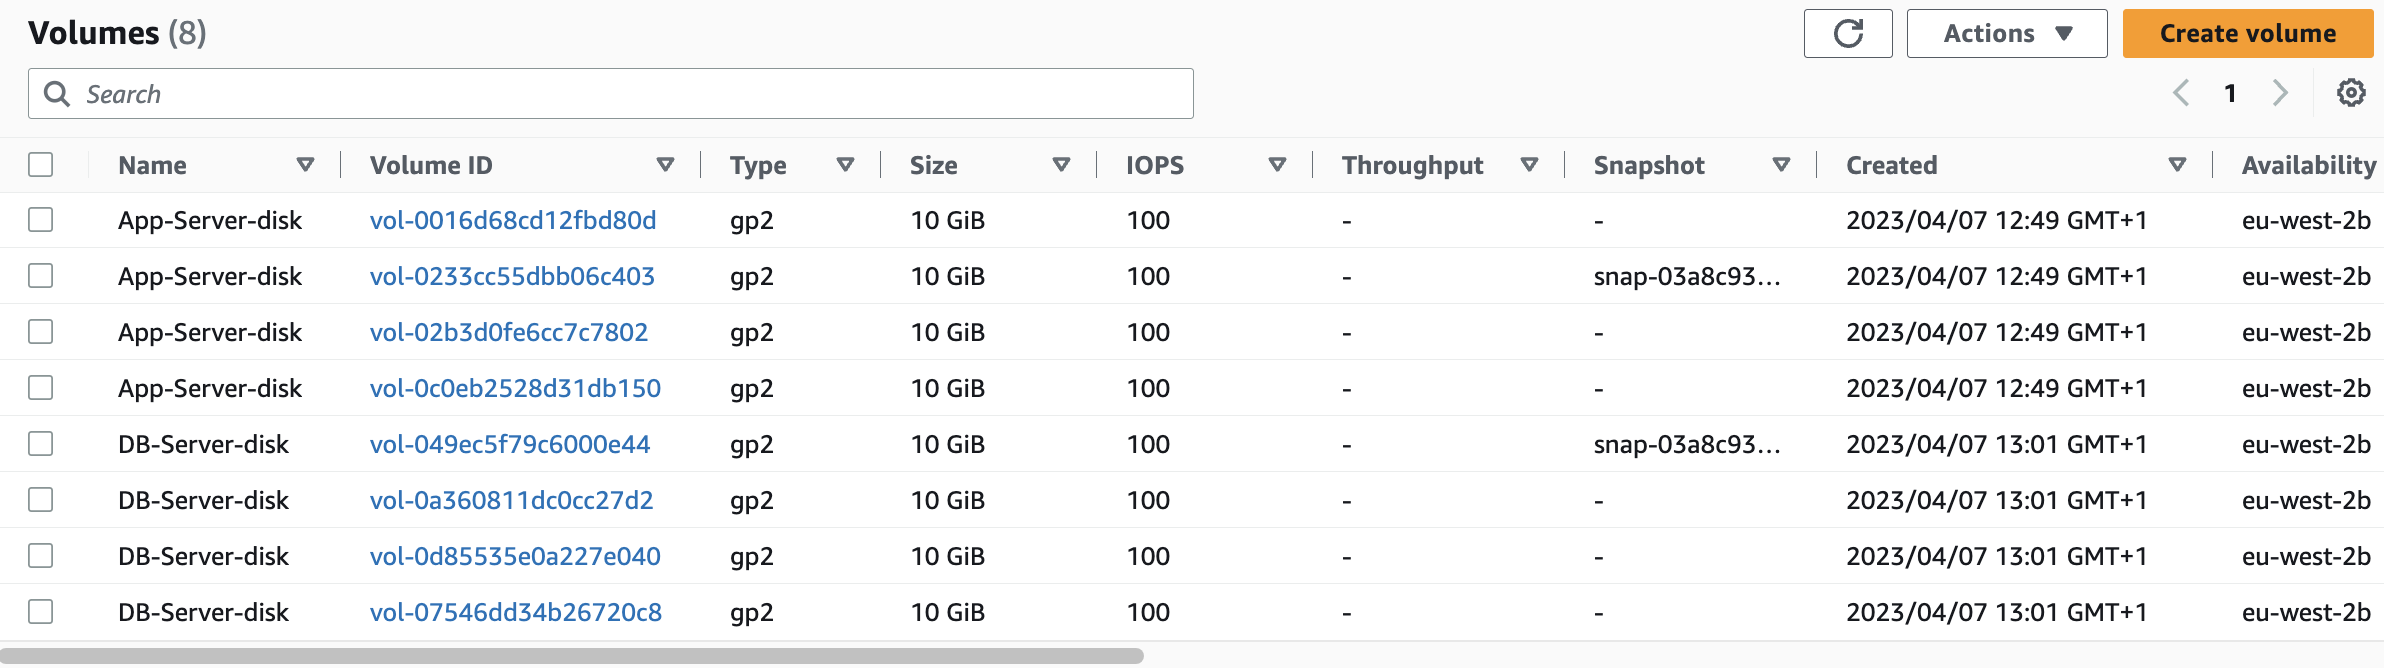 Volumes (8)
Actions
Create volume
Search
1
Name Volume ID Type Size IOPS Throughput Snapshot Created Availability
App-Server-disk vol-0016d68cd12fbd80d gp2 10 GiB 100 - - 2023/04/07 12:49 GMT+1 eu-west-2b
App-Server-disk vol-0233cc55dbb06c403 gp2 10 GiB 100 - snap-03a8c93... 2023/04/07 12:49 GMT+1 eu-west-2b
App-Server-disk vol-02b3d0fe6cc7c7802 gp2 10 GiB 100 - - 2023/04/07 12:49 GMT+1 eu-west-2b
App-Server-disk vol-0c0eb2528d31db150 gp2 10 GiB 100 - - 2023/04/07 12:49 GMT+1 eu-west-2b
DB-Server-disk vol-049ec5f79c6000e44 gp2 10 GiB 100 - snap-03a8c93... 2023/04/07 13:01 GMT+1 eu-west-2b
DB-Server-disk vol-0a360811dc0cc27d2 gp2 10 GiB 100 - - 2023/04/07 13:01 GMT+1 eu-west-2b
DB-Server-disk vol-0d85535e0a227e040 gp2 10 GiB 100 - - 2023/04/07 13:01 GMT+1 eu-west-2b
DB-Server-disk vol-07546dd34b26720c8 gp2 10 GiB 100 - - 2023/04/07 13:01 GMT+1 eu-west-2b